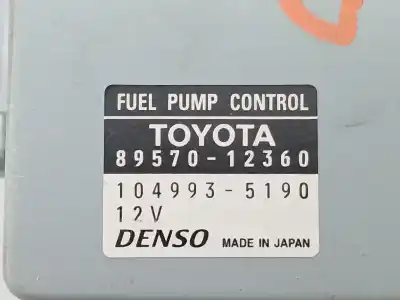 FUEL PUMP CONTROL
TOYOTA
89570-12360
104993-5190
12V
DENSO MADE IN JAPAN